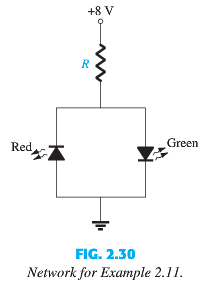 +8 V
R
Red
Green
FIG. 2.30
Network for Example 2.11.